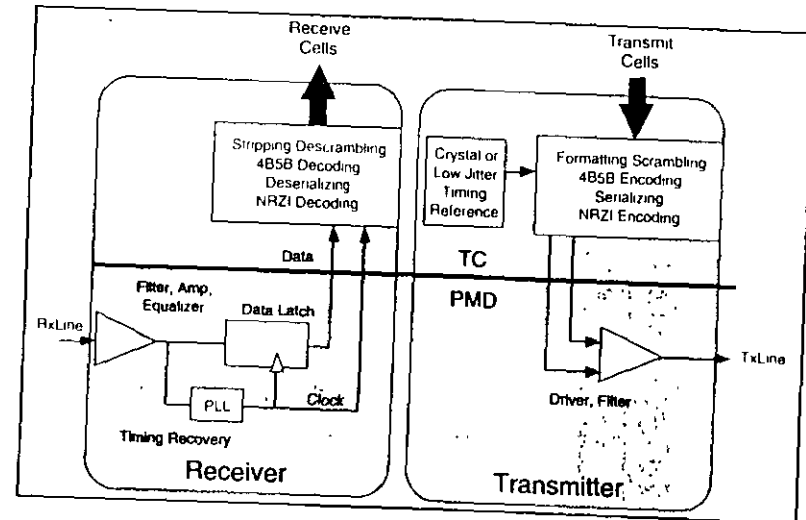 Receive
Cells
Transmit
Cells
Stripping Descrambling
4B5B Decoding
Deserializing
NRZI Decoding
Crystal or
Low Jitter
Timing
Reference
Formatting Scrambling
4B5B Encoding
Serializing
NRZI Encoding
Data
TC
PMD
Filter, Amp,
Equalizer
Data Latch
RxLine
TxLine
PLL
Clock
Timing Recovery
Driver, Filter
Receiver
Transmitter